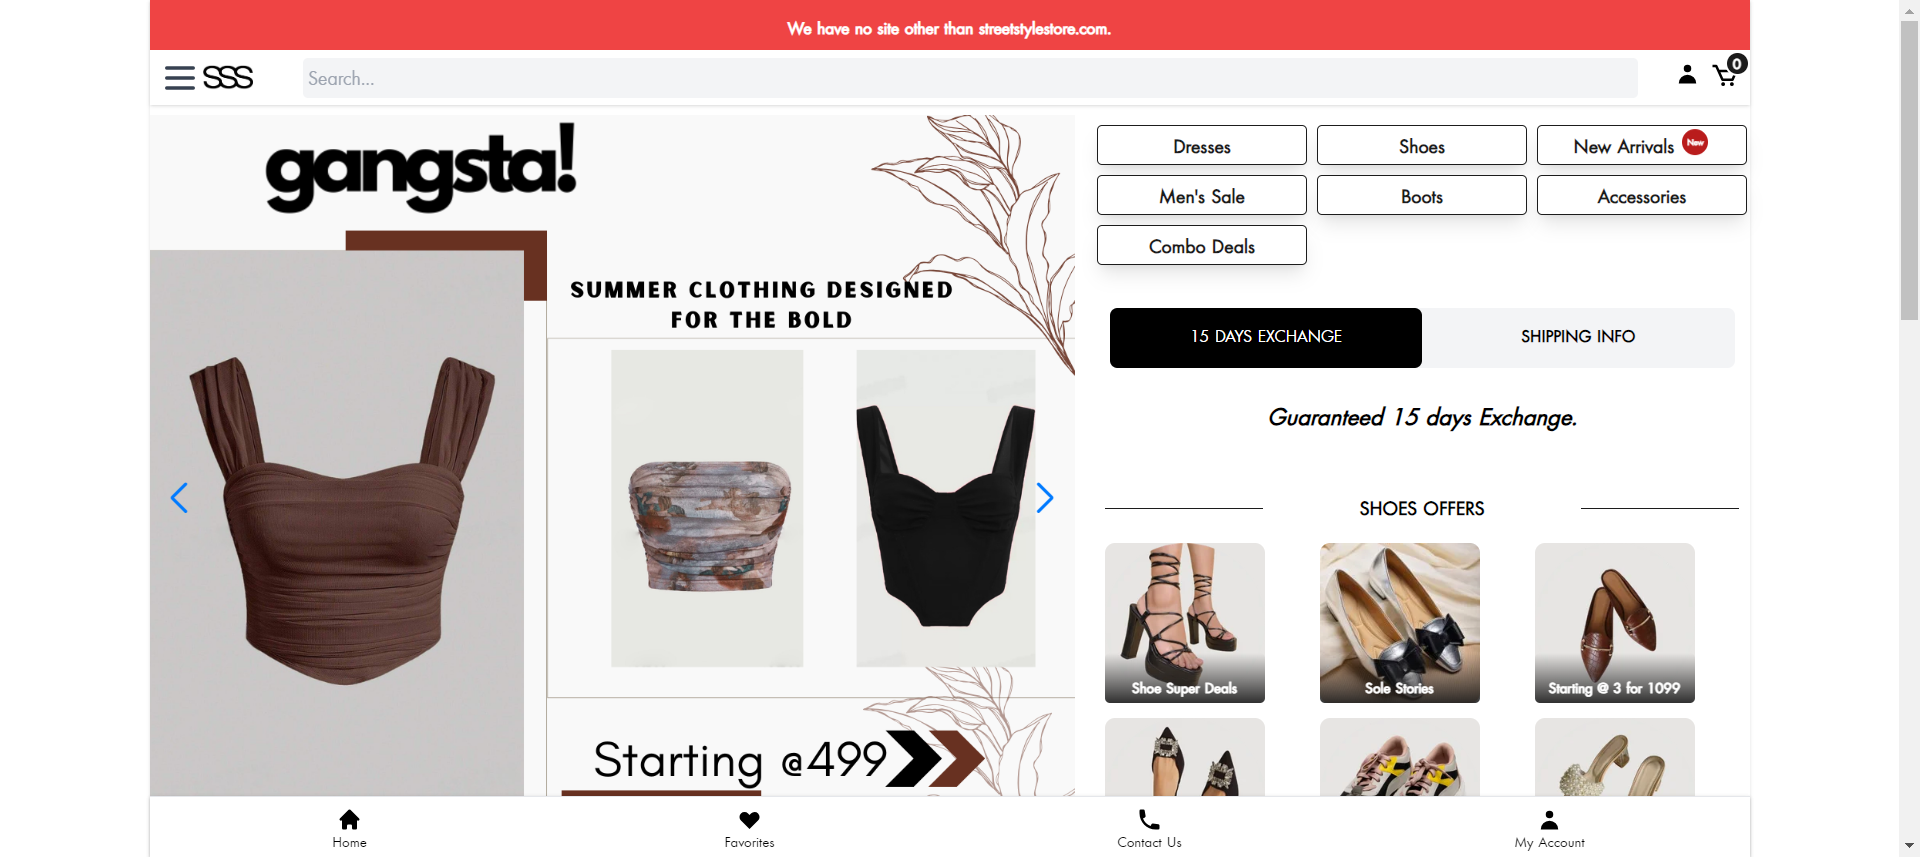 We have no site other than streetstylestore.com.
SSS
Search...
0
gangsta!
SUMMER CLOTHING DESIGNED
FOR THE BOLD
Starting @499
Dresses
Shoes
New Arrivals
New
Men's Sale
Boots
Accessories
Combo Deals
15 DAYS EXCHANGE
SHIPPING INFO
Guaranteed 15 days Exchange.
SHOES OFFERS
Shoe Super Deals
Sole Stories
Starting @ 3 for 1099
Home
Favorites
Contact Us
My Account